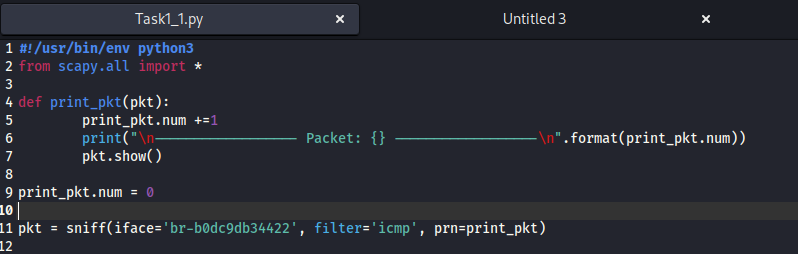 Task1_1.py × Untitled 3 ×
1 #!/usr/bin/env python3
2 from scapy.all import *
3
4 def print_pkt(pkt):
5         print_pkt.num +=1
6         print("\n───────────────── Packet: {} ─────────────────\n".format(print_pkt.num))
7         pkt.show()
8
9 print_pkt.num = 0
10
11 pkt = sniff(iface='br-b0dc9db34422', filter='icmp', prn=print_pkt)
12